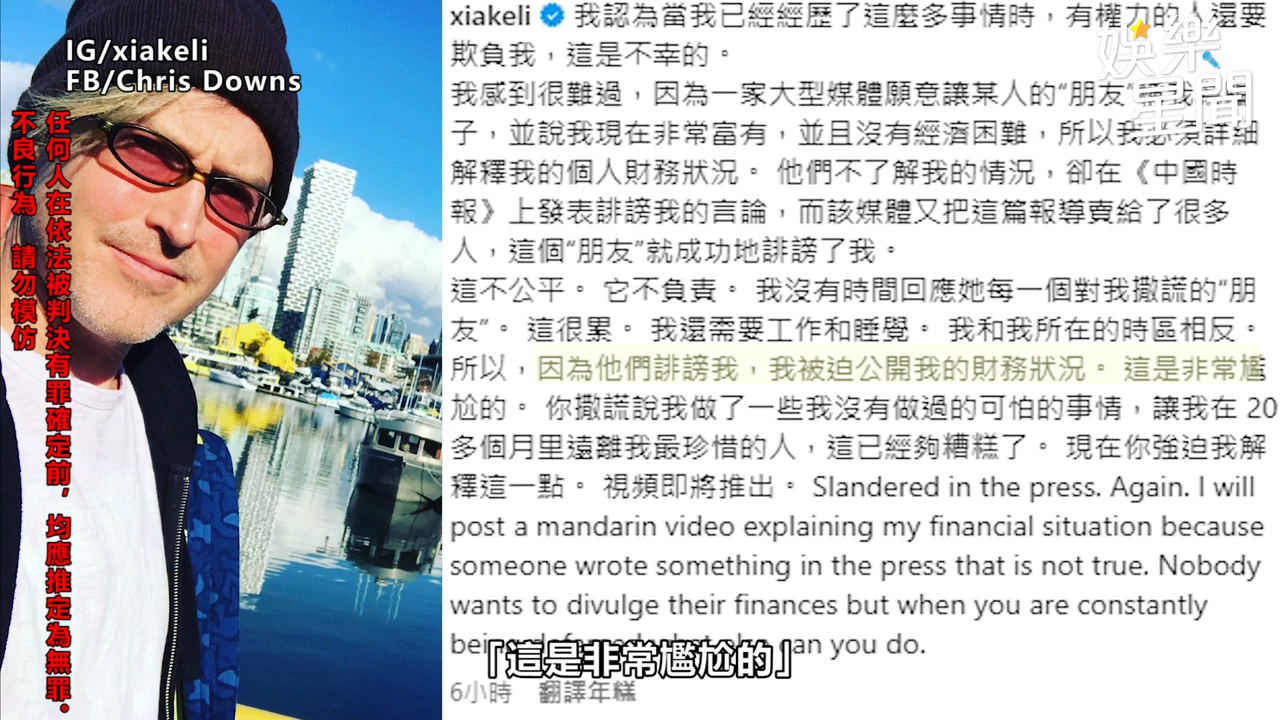 IG/xiakeli
FB/Chris Downs
任何人在依法被判決有罪確定前，均應推定為無罪。
不良行為 請勿模仿
娛樂星聞
xiakeli 我認為當我已經經歷了這麼多事情時，有權力的人還要
欺負我，這是不幸的。
我感到很難過，因為一家大型媒體願意讓某人的“朋友”
子，並說我現在非常富有，並且沒有經濟困難，所以我必須詳細
解釋我的個人財務狀況。 他們不了解我的情況，卻在《中國時
報》上發表誹謗我的言論，而該媒體又把這篇報導賣給了很多
人，這個“朋友”就成功地誹謗了我。
這不公平。 它不負責。 我沒有時間回應她每一個對我撒謊的“朋
友”。 這很累。 我還需要工作和睡覺。 我和我所在的時區相反。
所以，因為他們誹謗我，我被迫公開我的財務狀況。 這是非常尷
尬的。 你撒謊說我做了一些我沒有做過的可怕的事情，讓我在 20
多個月里遠離我最珍惜的人，這已經夠糟糕了。 現在你強迫我解
釋這一點。 視頻即將推出。 Slandered in the press. Again. I will
post a mandarin video explaining my financial situation because
someone wrote something in the press that is not true. Nobody
wants to divulge their finances but when you are constantly
can you do.
「這是非常尷尬的」
6小時 翻譯年糕